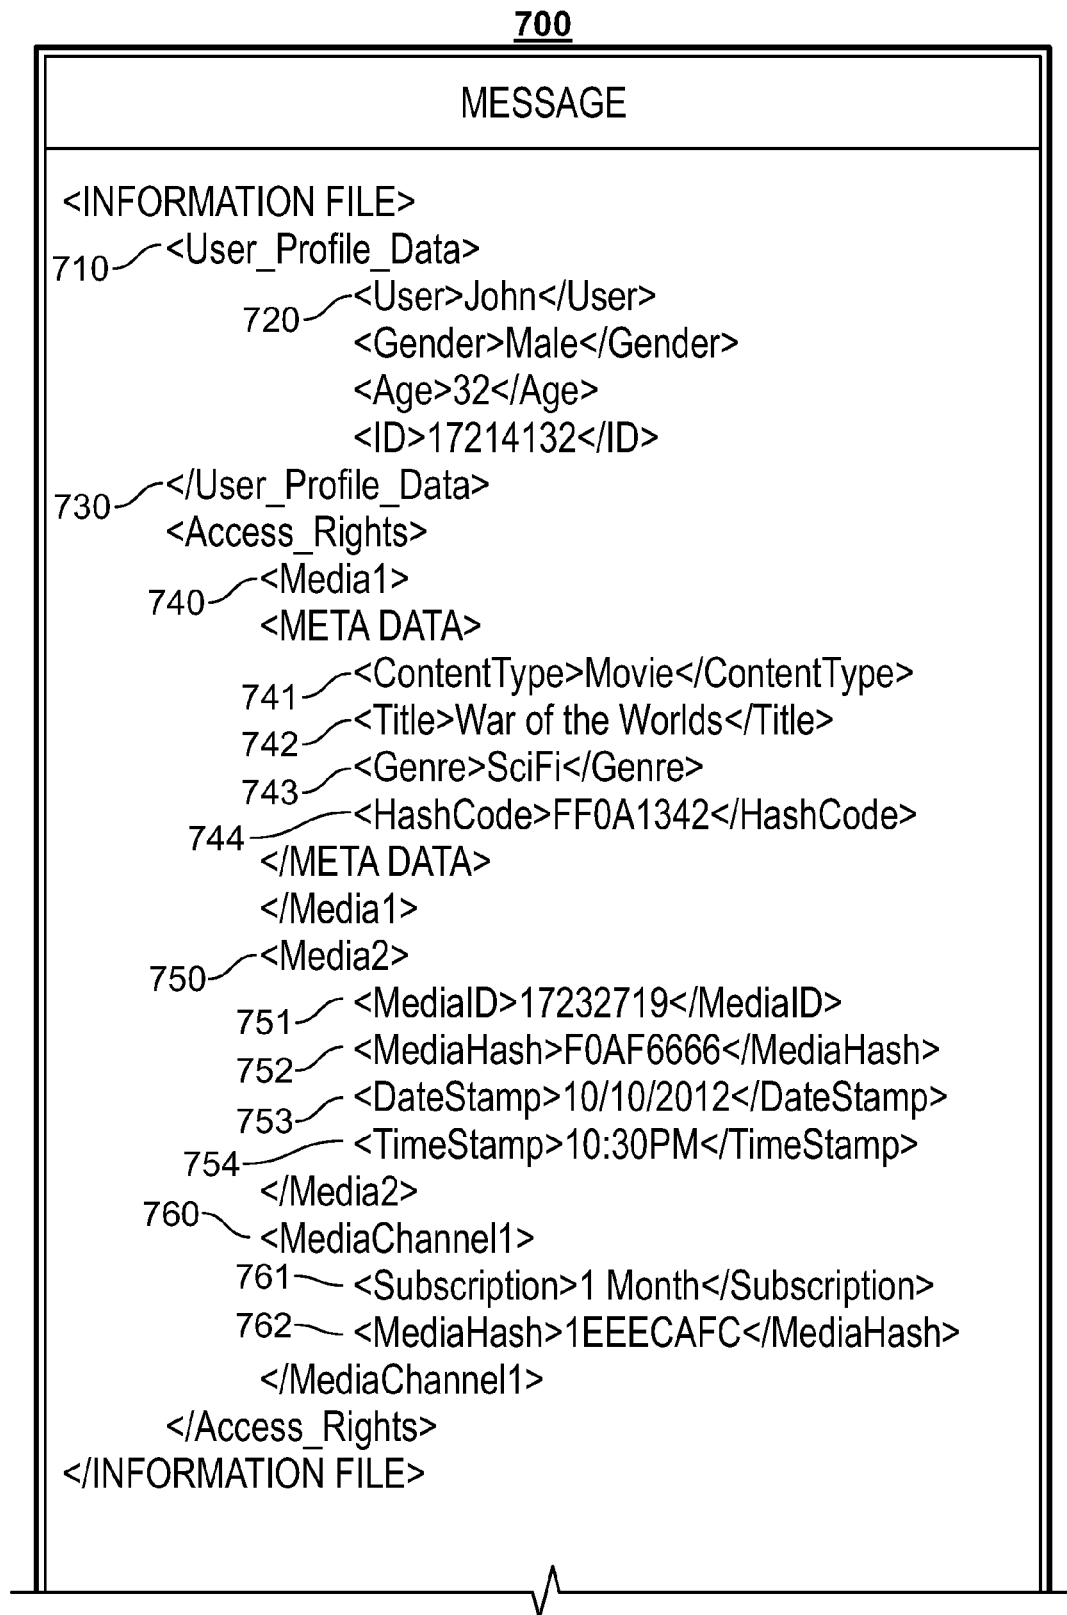 700
MESSAGE
<INFORMATION FILE>
710 <User_Profile_Data>
720 <User>John</User>
<Gender>Male</Gender>
<Age>32</Age>
<ID>17214132</ID>
730 </User_Profile_Data>
<Access_Rights>
740 <Media1>
<META DATA>
741 <ContentType>Movie</ContentType>
742 <Title>War of the Worlds</Title>
743 <Genre>SciFi</Genre>
744 <HashCode>FF0A1342</HashCode>
</META DATA>
</Media1>
750 <Media2>
751 <MediaID>17232719</MediaID>
752 <MediaHash>F0AF6666</MediaHash>
753 <DateStamp>10/10/2012</DateStamp>
754 <TimeStamp>10:30PM</TimeStamp>
</Media2>
760 <MediaChannel1>
761 <Subscription>1 Month</Subscription>
762 <MediaHash>1EEECAFC</MediaHash>
</MediaChannel1>
</Access_Rights>
</INFORMATION FILE>